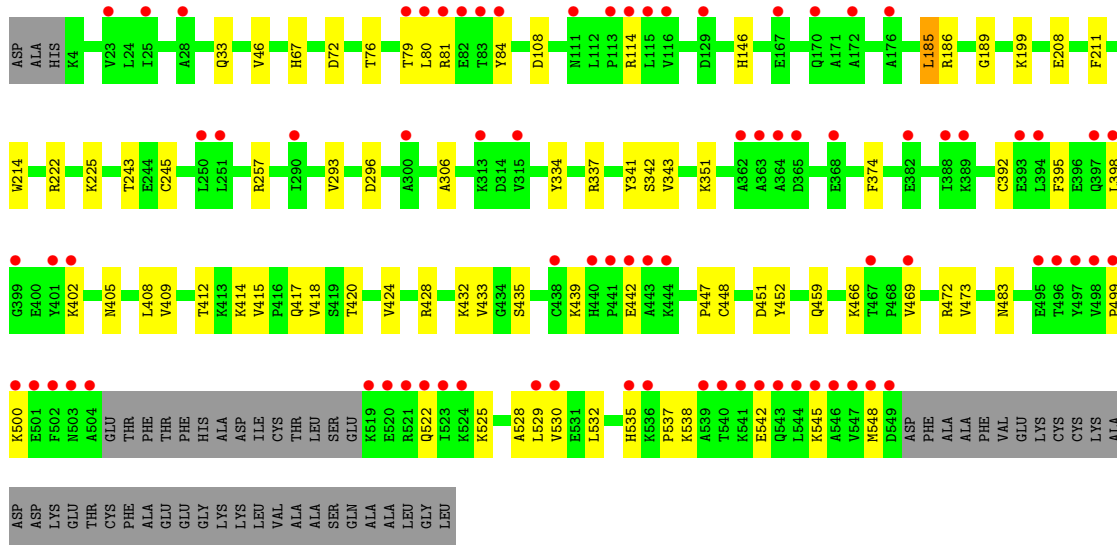 ASP ALA HIS K4 V23 L24 I25 A28 Q33 V46 H67 D72 T76 T79 L80 R81 E82 T83 Y84 D108 N111 L112 P113 R114 L115 V116 D129 H146 E167 Q170 A171 A172 A176 L185 R186 G189 K199 E208 F211
W214 R222 K225 T243 E244 C245 L250 L251 R257 I290 V293 D296 A300 A306 K313 D314 V315 Y334 R337 Y341 S342 V343 K351 A362 A363 A364 D365 E368 F374 E382 I388 K389 C392 E393 L394 F395 E396 Q397 L398
G399 E400 Y401 K402 N405 L408 V409 T412 K413 K414 V415 P416 Q417 V418 S419 T420 V424 R428 K432 V433 G434 S435 C438 K439 H440 P441 E442 A443 K444 P447 C448 D451 Y452 Q459 K466 T467 P468 V469 R472 V473 N483 E495 T496 Y497 V498 P499
K500 E501 F502 N503 A504 GLU THR PHE THR PHE HIS ALA ASP ILE CYS THR LEU SER GLU K519 E520 R521 Q522 I523 K524 K525 A528 L529 V530 E531 L532 H535 K536 P537 K538 A539 T540 K541 E542 Q543 L544 K545 A546 V547 M548 D549 ASP PHE ALA ALA PHE VAL GLU LYS CYS CYS LYS ALA
ASP ASP LYS GLU THR CYS PHE ALA GLU GLU GLY LYS LYS LEU VAL ALA ALA SER GLN ALA ALA LEU GLY LEU